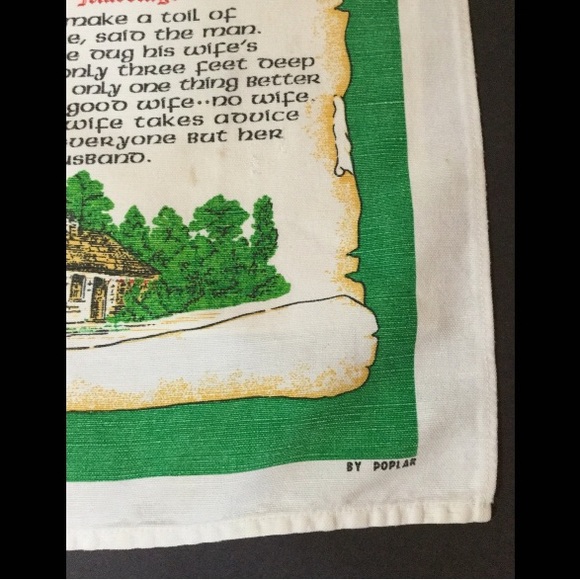 make a toil of
e, said the man.
e dug his wife's
only three feet deep
only one thing better
good wife··no wife.
wife takes advice
everyone but her
usband.
BY POPLAR